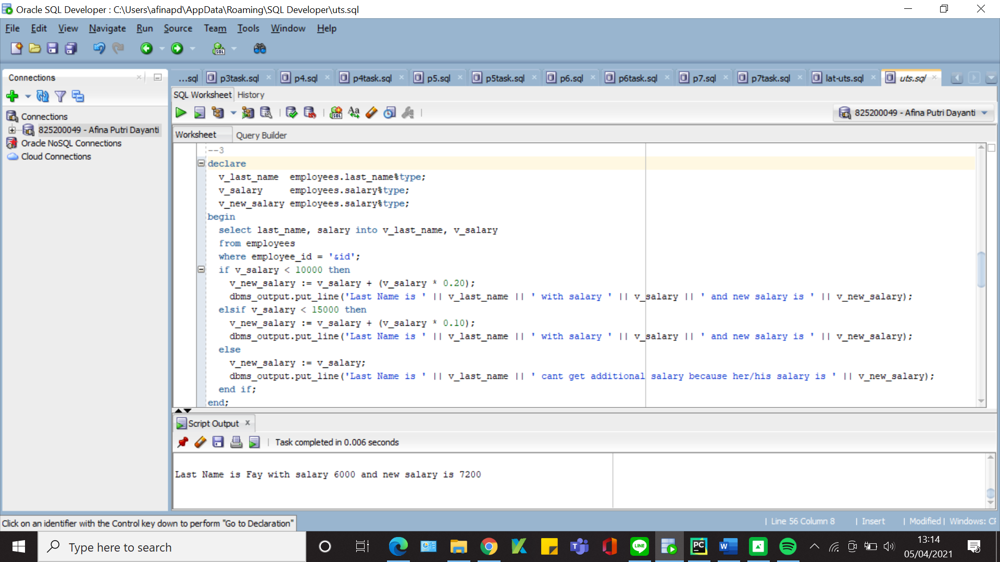 Oracle SQL Developer : C:\Users\afinapd\AppData\Roaming\SQL Developer\uts.sql
File Edit View Navigate Run Source Team Tools Window Help
Connections
...sql p3task.sql p4.sql p4task.sql p5.sql p5task.sql p6.sql p6task.sql p7.sql p7task.sql lat-uts.sql uts.sql
SQL Worksheet History
Connections
825200049 - Afina Putri Dayanti
Oracle NoSQL Connections
Cloud Connections
825200049 - Afina Putri Dayanti
Worksheet Query Builder
--3
declare
v_last_name employees.last_name%type;
v_salary employees.salary%type;
v_new_salary employees.salary%type;
begin
select last_name, salary into v_last_name, v_salary
from employees
where employee_id = '&id';
if v_salary < 10000 then
v_new_salary := v_salary + (v_salary * 0.20);
dbms_output.put_line('Last Name is ' || v_last_name || ' with salary ' || v_salary || ' and new salary is ' || v_new_salary);
elsif v_salary < 15000 then
v_new_salary := v_salary + (v_salary * 0.10);
dbms_output.put_line('Last Name is ' || v_last_name || ' with salary ' || v_salary || ' and new salary is ' || v_new_salary);
else
v_new_salary := v_salary;
dbms_output.put_line('Last Name is ' || v_last_name || ' cant get additional salary because her/his salary is ' || v_new_salary);
end if;
end;
Script Output
Task completed in 0.006 seconds
Last Name is Fay with salary 6000 and new salary is 7200
Click on an identifier with the Control key down to perform "Go to Declaration"
| Line 56 Column 8 | Insert | Modified | Windows: CF
Type here to search
LINE
PC
W
13:14
05/04/2021